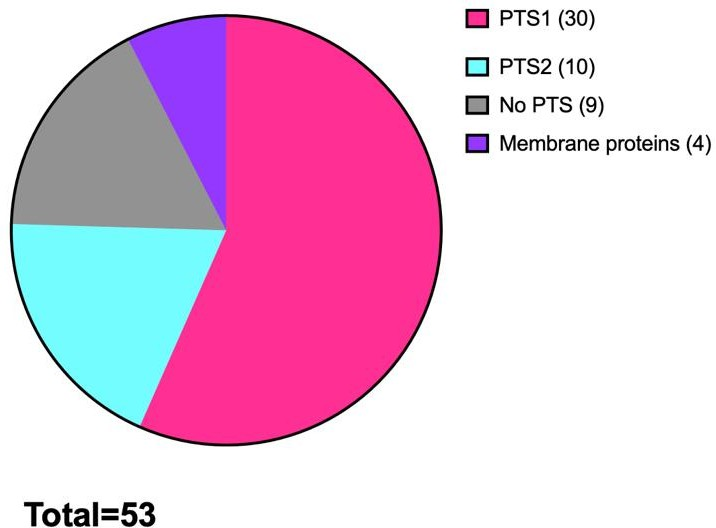 PTS1 (30)
PTS2 (10)
No PTS (9)
Membrane proteins (4)
Total=53